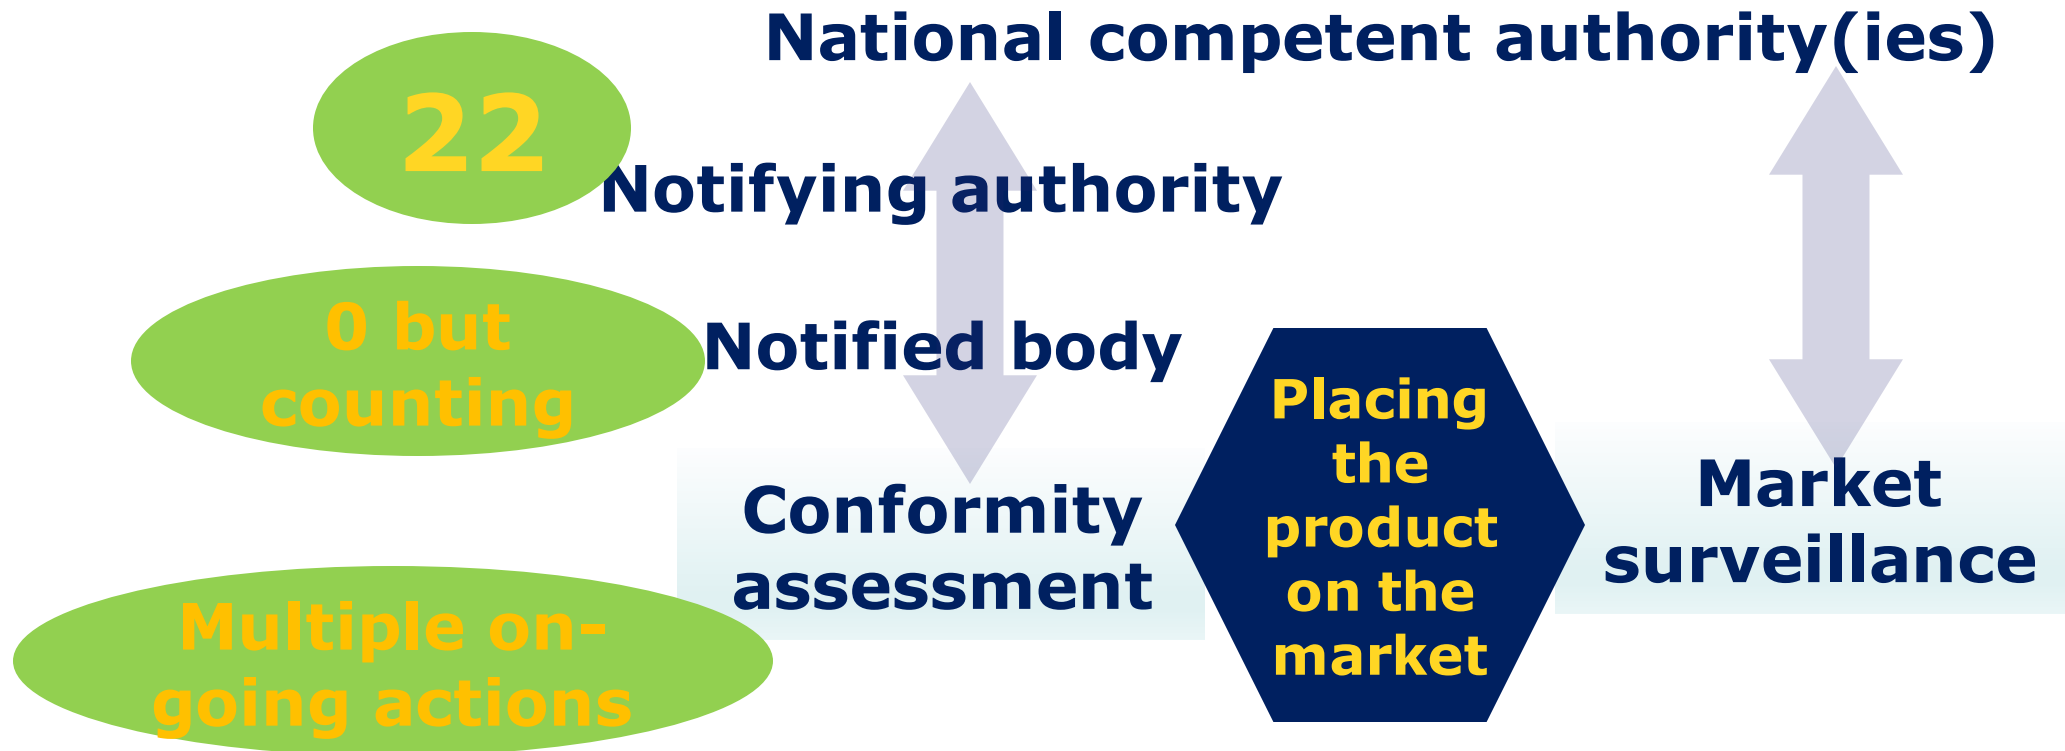 National competent authority(ies)
22
Notifying authority
0 but
counting
Notified body
Placing
the
product
on the
market
Conformity
assessment
Market
surveillance
Multiple on-
going actions